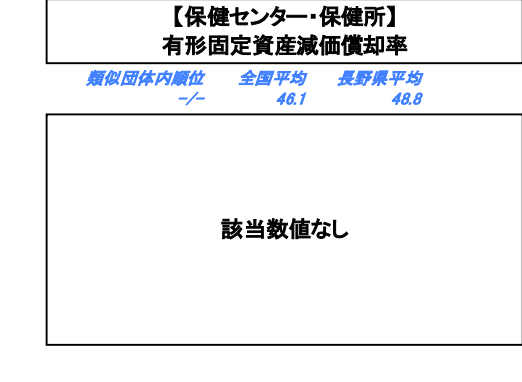 【保健センター・保健所】
有形固定資産減価償却率
類似団体内順位 全国平均 長野県平均
-/- 46.1 48.8
該当数値なし